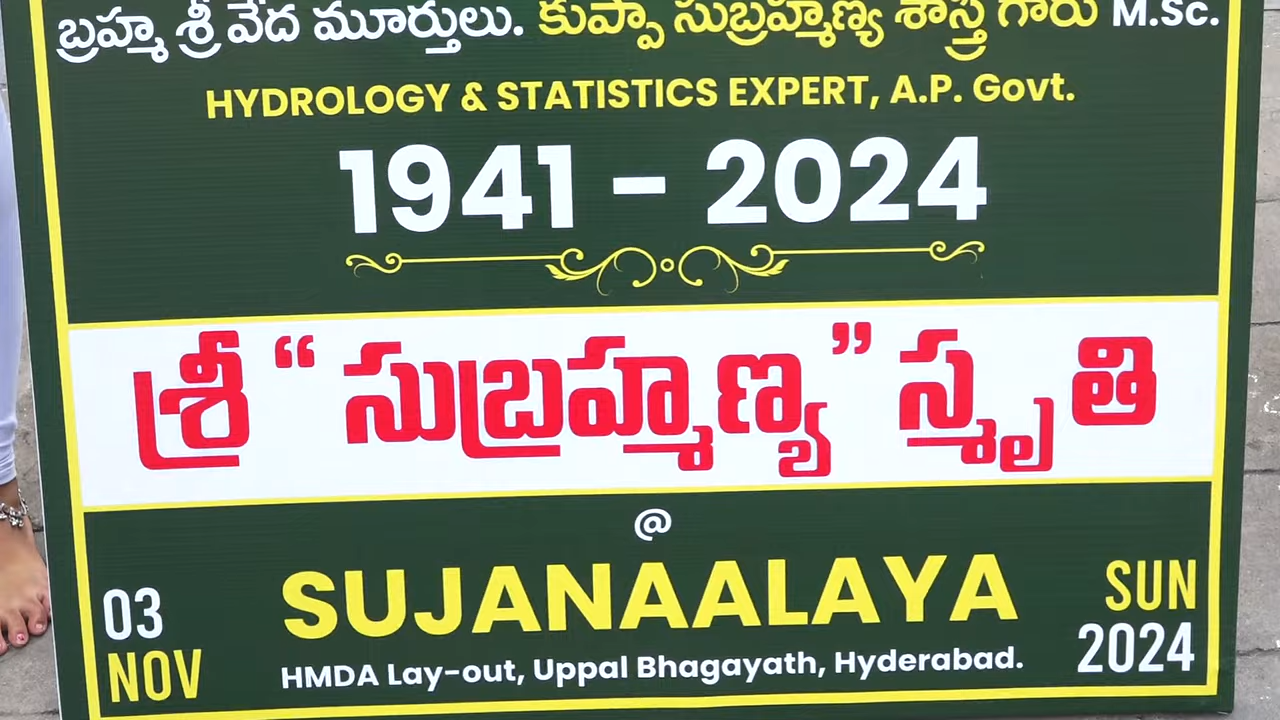 బ్రహ్మ శ్రీ వేద మూర్తులు. కుప్పా సుబ్రహ్మణ్య శాస్త్రి గారు M.Sc.
HYDROLOGY & STATISTICS EXPERT, A.P. Govt.
1941 - 2024
శ్రీ “ సుబ్రహ్మణ్య ” స్మృతి
@
SUJANAALAYA
HMDA Lay-out, Uppal Bhagayath, Hyderabad.
03
NOV
SUN
2024